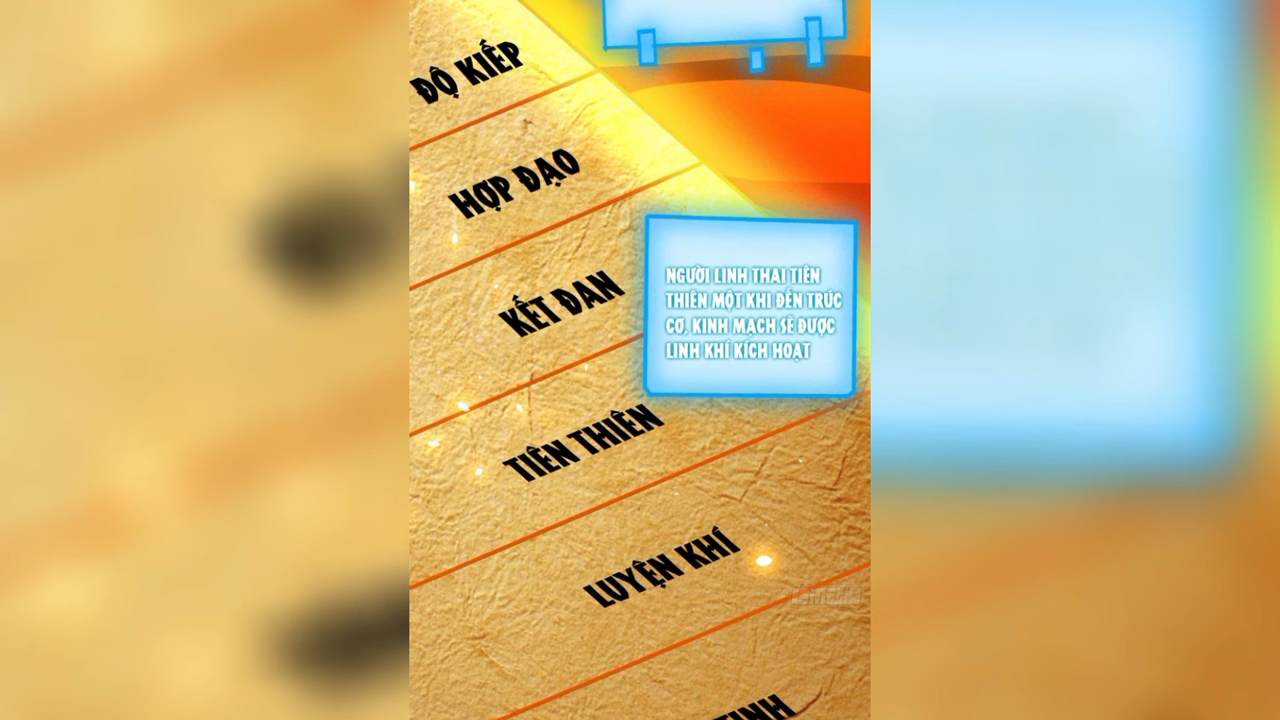 ĐỘ KIẾP
HỢP ĐẠO
KẾT ĐAN
NGƯỜI LINH THAI TIÊN
THIÊN MỘT KHI ĐẾN TRÚC
CƠ, KINH MẠCH SẼ ĐƯỢC
LINH KHÍ KÍCH HOẠT
TIÊN THIÊN
LUYỆN KHÍ